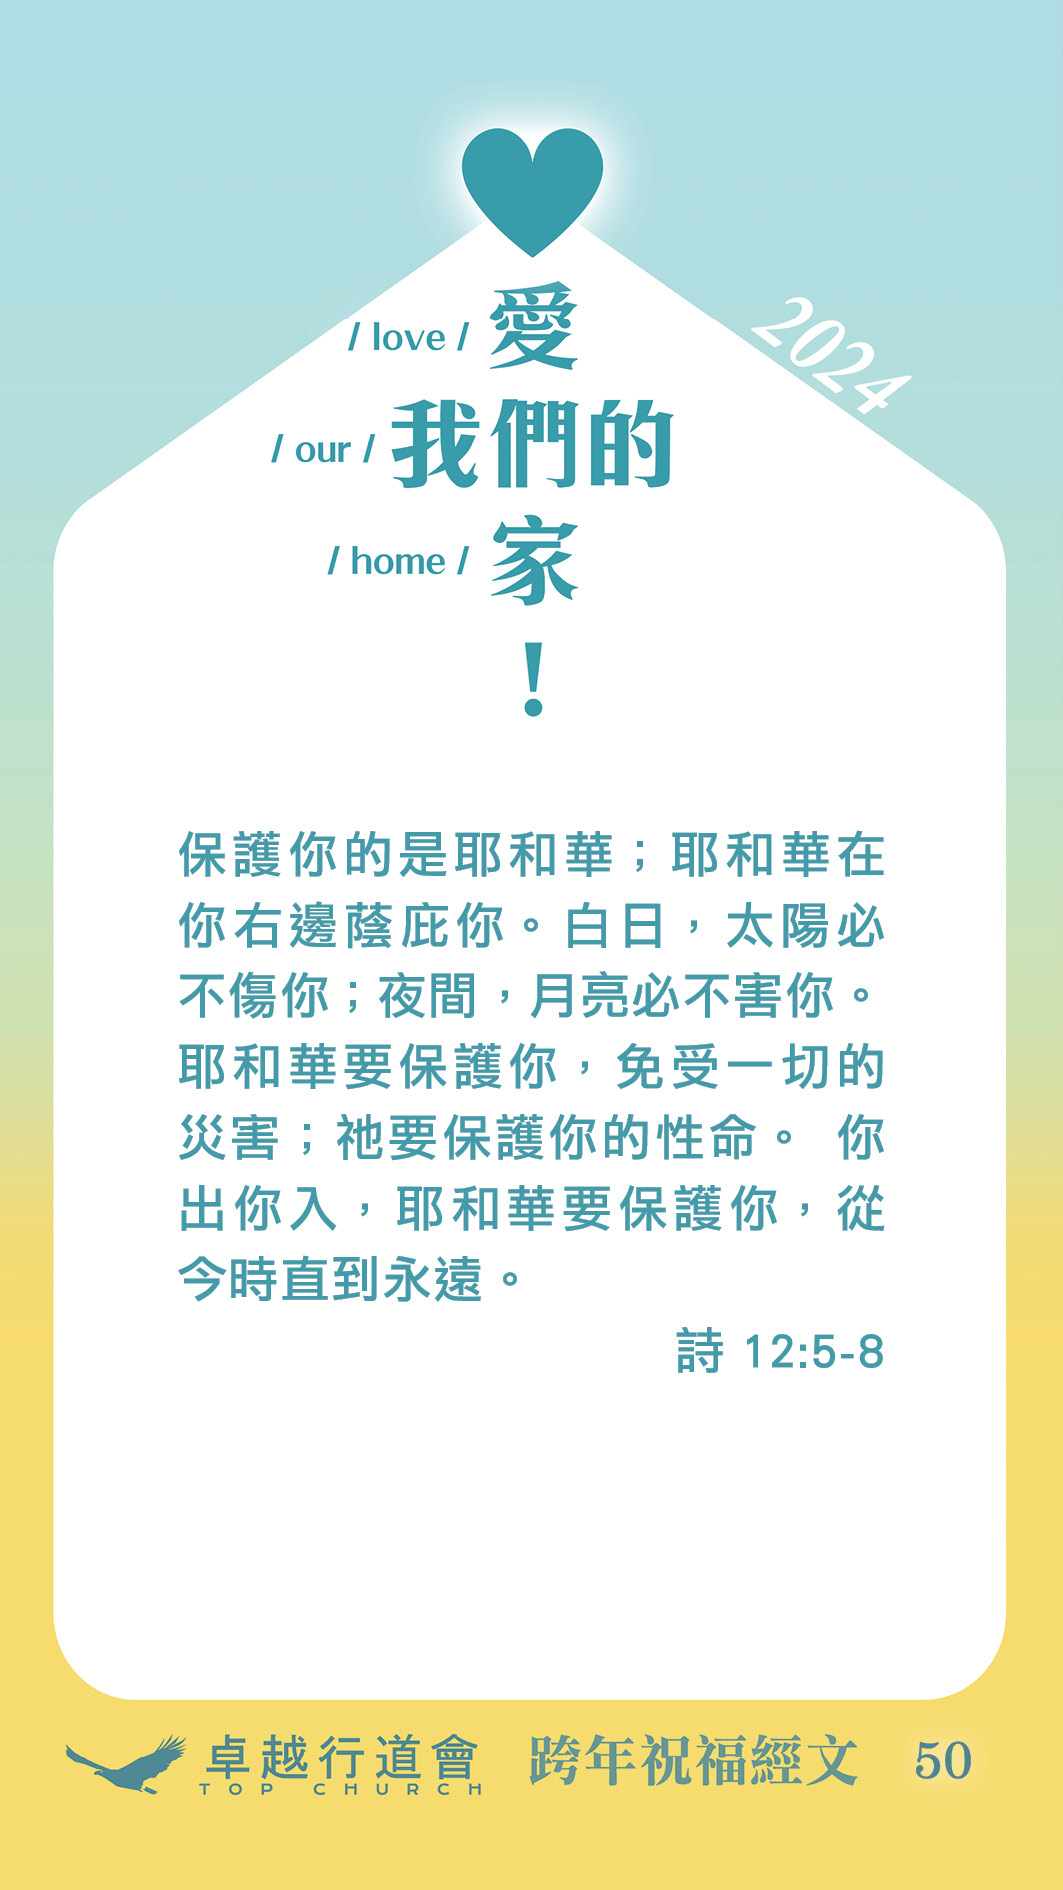 / love / 愛
2024
/ our / 我們的
/ home / 家
!
保護你的是耶和華；耶和華在
你右邊蔭庇你。白日，太陽必
不傷你；夜間，月亮必不害你。
耶和華要保護你，免受一切的
災害；祂要保護你的性命。 你
出你入，耶和華要保護你，從
今時直到永遠。
詩 12:5-8
卓越行道會
TOP CHURCH
跨年祝福經文 50